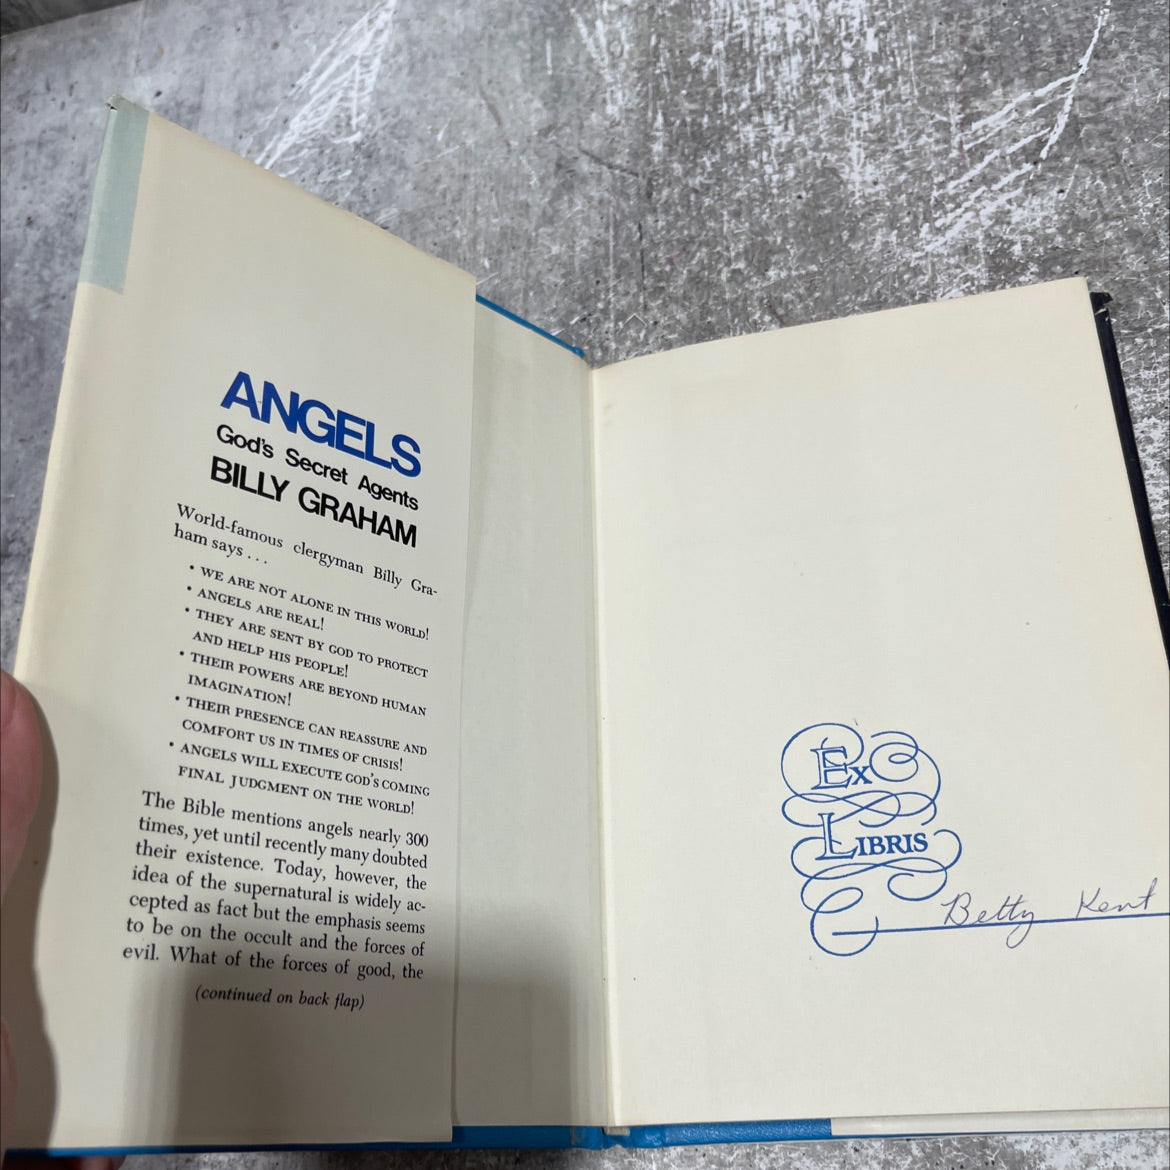 ANGELS
God's Secret Agents
BILLY GRAHAM
World-famous clergyman Billy Gra-
ham says . . .
• WE ARE NOT ALONE IN THIS WORLD!
• ANGELS ARE REAL!
• THEY ARE SENT BY GOD TO PROTECT
AND HELP HIS PEOPLE!
• THEIR POWERS ARE BEYOND HUMAN
IMAGINATION!
• THEIR PRESENCE CAN REASSURE AND
COMFORT US IN TIMES OF CRISIS!
• ANGELS WILL EXECUTE GOD'S COMING
FINAL JUDGMENT ON THE WORLD!
The Bible mentions angels nearly 300
times, yet until recently many doubted
their existence. Today, however, the
idea of the supernatural is widely ac-
cepted as fact but the emphasis seems
to be on the occult and the forces of
evil. What of the forces of good, the
(continued on back flap)
EX
LIBRIS
Betty Kent